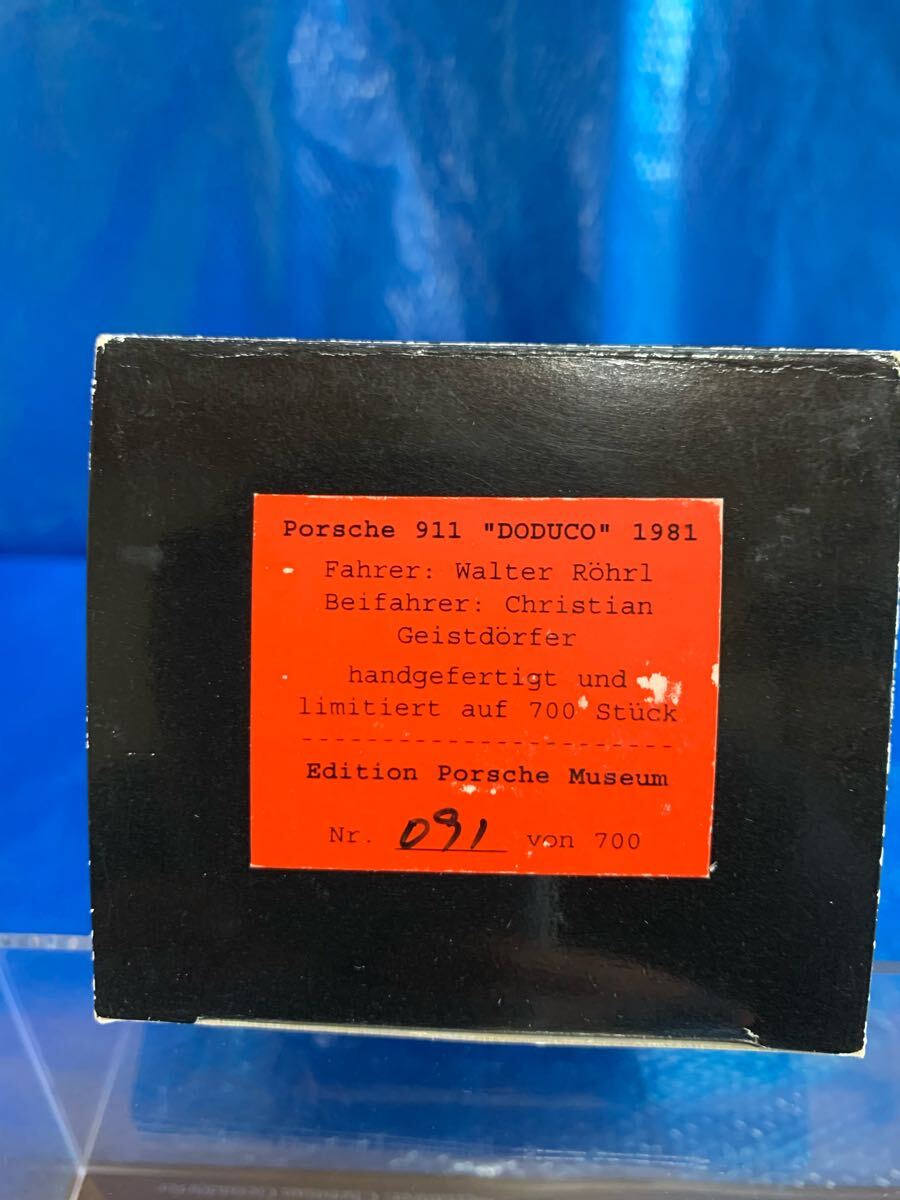 Porsche 911 "DODUCO" 1981
Fahrer: Walter Röhrl
Beifahrer: Christian
Geistdörfer
handgefertigt und
limitiert auf 700 Stück
-----------------------
Edition Porsche Museum
Nr. 091 von 700